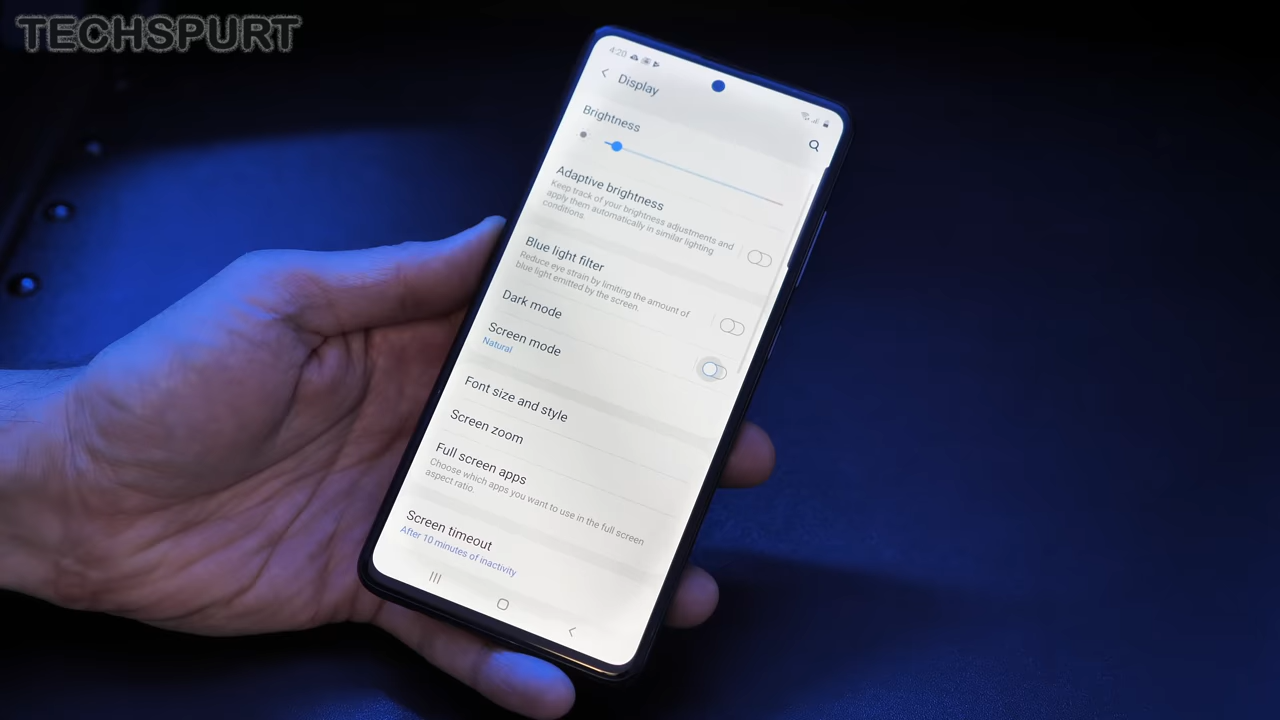 TECHSPURT
4:20
Display
Brightness
Adaptive brightness
Keep track of your brightness adjustments and
apply them automatically in similar lighting
conditions.
Blue light filter
Reduce eye strain by limiting the amount of
blue light emitted by the screen.
Dark mode
Screen mode
Natural
Font size and style
Screen zoom
Full screen apps
Choose which apps you want to use in the full screen
aspect ratio.
Screen timeout
After 10 minutes of inactivity